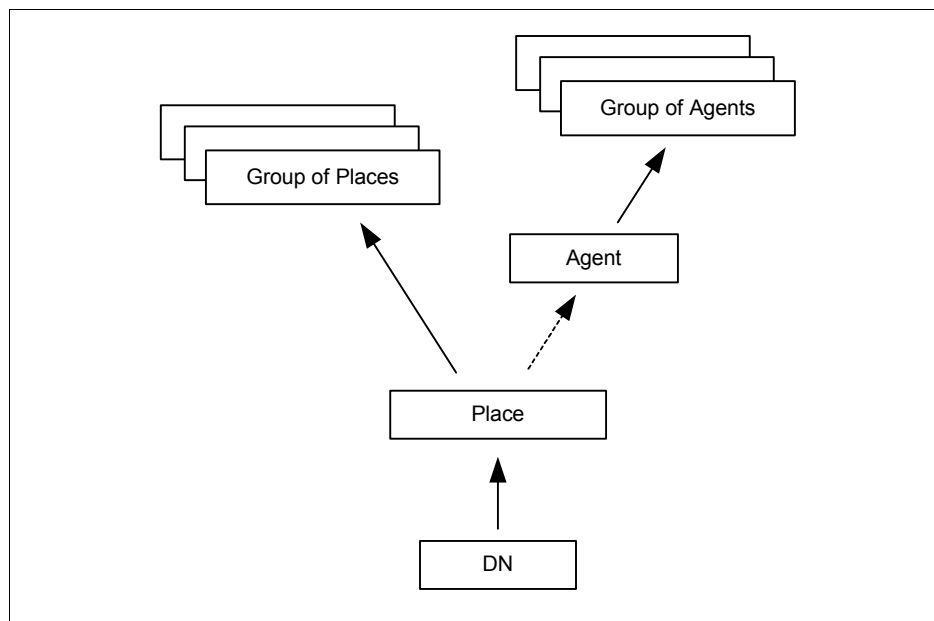 Group of Agents
Group of Places
Agent
Place
DN